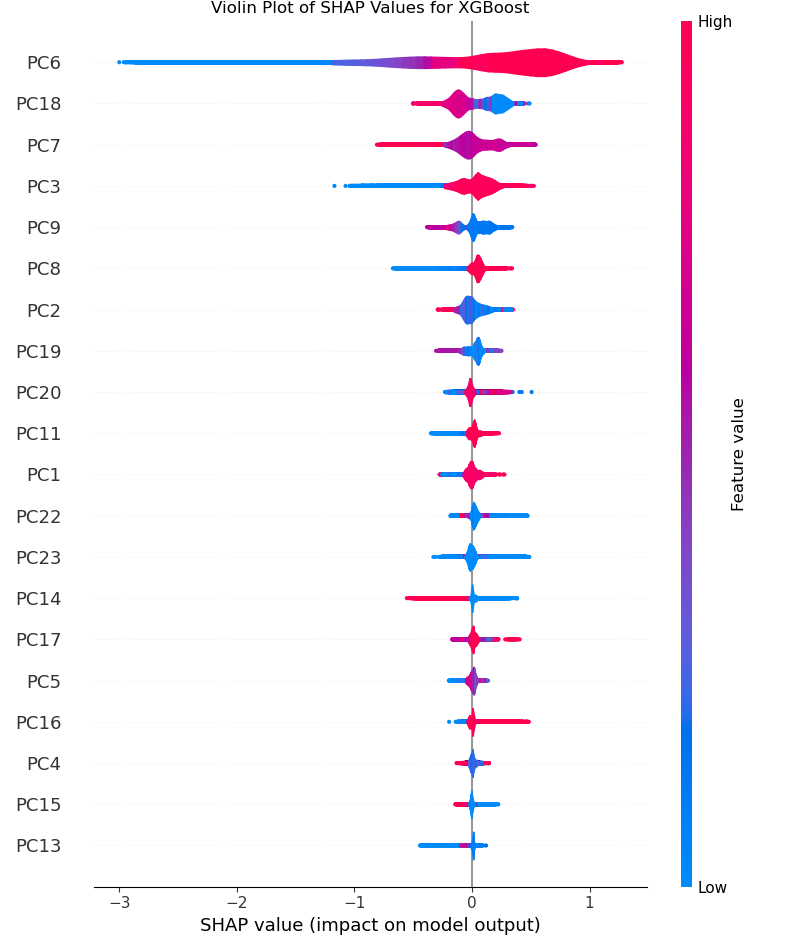 Violin Plot of SHAP Values for XGBoost
High
PC6
PC18
PC7
PC3
PC9
PC8
PC2
PC19
PC20
PC11
PC1
PC22
PC23
PC14
PC17
PC5
PC16
PC4
PC15
PC13
Feature value
Low
−3 −2 −1 0 1
SHAP value (impact on model output)